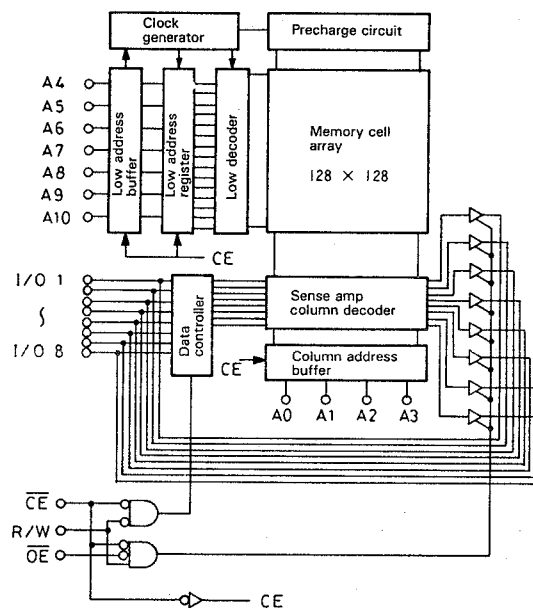 Clock
generator
Precharge circuit
A4
A5
A6
A7
A8
A9
A10
Low address
buffer
Low address
register
Low decoder
Memory cell
array
128 × 128
CE
I/O 1
∫
I/O 8
Data
controller
Sense amp
column decoder
CE
Column address
buffer
A0 A1 A2 A3
C̅E̅
R/W
O̅E̅
CE